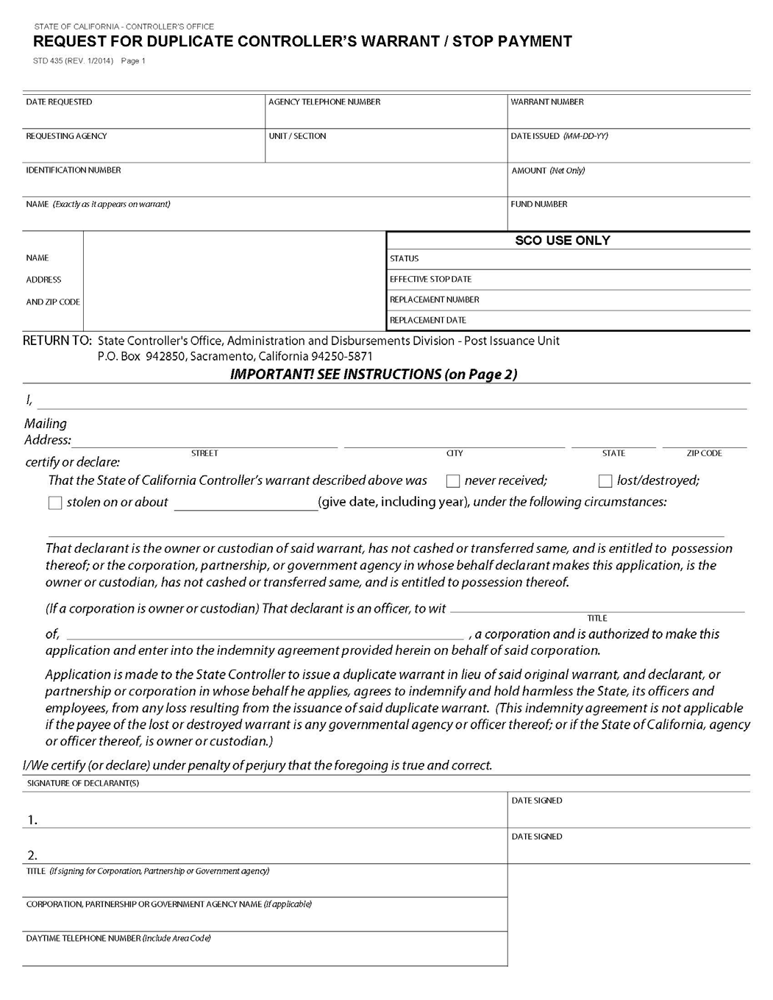 STATE OF CALIFORNIA - CONTROLLER'S OFFICE
REQUEST FOR DUPLICATE CONTROLLER'S WARRANT / STOP PAYMENT
STD 435 (REV. 1/2014) Page 1
DATE REQUESTED AGENCY TELEPHONE NUMBER WARRANT NUMBER
REQUESTING AGENCY UNIT / SECTION DATE ISSUED (MM-DD-YY)
IDENTIFICATION NUMBER AMOUNT (Net Only)
NAME (Exactly as it appears on warrant) FUND NUMBER
SCO USE ONLY
NAME STATUS
ADDRESS EFFECTIVE STOP DATE
AND ZIP CODE REPLACEMENT NUMBER
REPLACEMENT DATE
RETURN TO: State Controller's Office, Administration and Disbursements Division - Post Issuance Unit
P.O. Box 942850, Sacramento, California 94250-5871
IMPORTANT! SEE INSTRUCTIONS (on Page 2)
I,
Mailing
Address:
STREET CITY STATE ZIP CODE
certify or declare:
That the State of California Controller's warrant described above was never received; lost/destroyed;
stolen on or about (give date, including year), under the following circumstances:
That declarant is the owner or custodian of said warrant, has not cashed or transferred same, and is entitled to possession
thereof; or the corporation, partnership, or government agency in whose behalf declarant makes this application, is the
owner or custodian, has not cashed or transferred same, and is entitled to possession thereof.
(If a corporation is owner or custodian) That declarant is an officer, to wit
TITLE
of, , a corporation and is authorized to make this
application and enter into the indemnity agreement provided herein on behalf of said corporation.
Application is made to the State Controller to issue a duplicate warrant in lieu of said original warrant, and declarant, or
partnership or corporation in whose behalf he applies, agrees to indemnify and hold harmless the State, its officers and
employees, from any loss resulting from the issuance of said duplicate warrant. (This indemnity agreement is not applicable
if the payee of the lost or destroyed warrant is any governmental agency or officer thereof; or if the State of California, agency
or officer thereof, is owner or custodian.)
I/We certify (or declare) under penalty of perjury that the foregoing is true and correct.
SIGNATURE OF DECLARANT(S)
DATE SIGNED
1.
DATE SIGNED
2.
TITLE (if signing for Corporation, Partnership or Government agency)
CORPORATION, PARTNERSHIP OR GOVERNMENT AGENCY NAME (if applicable)
DAYTIME TELEPHONE NUMBER (Include Area Code)